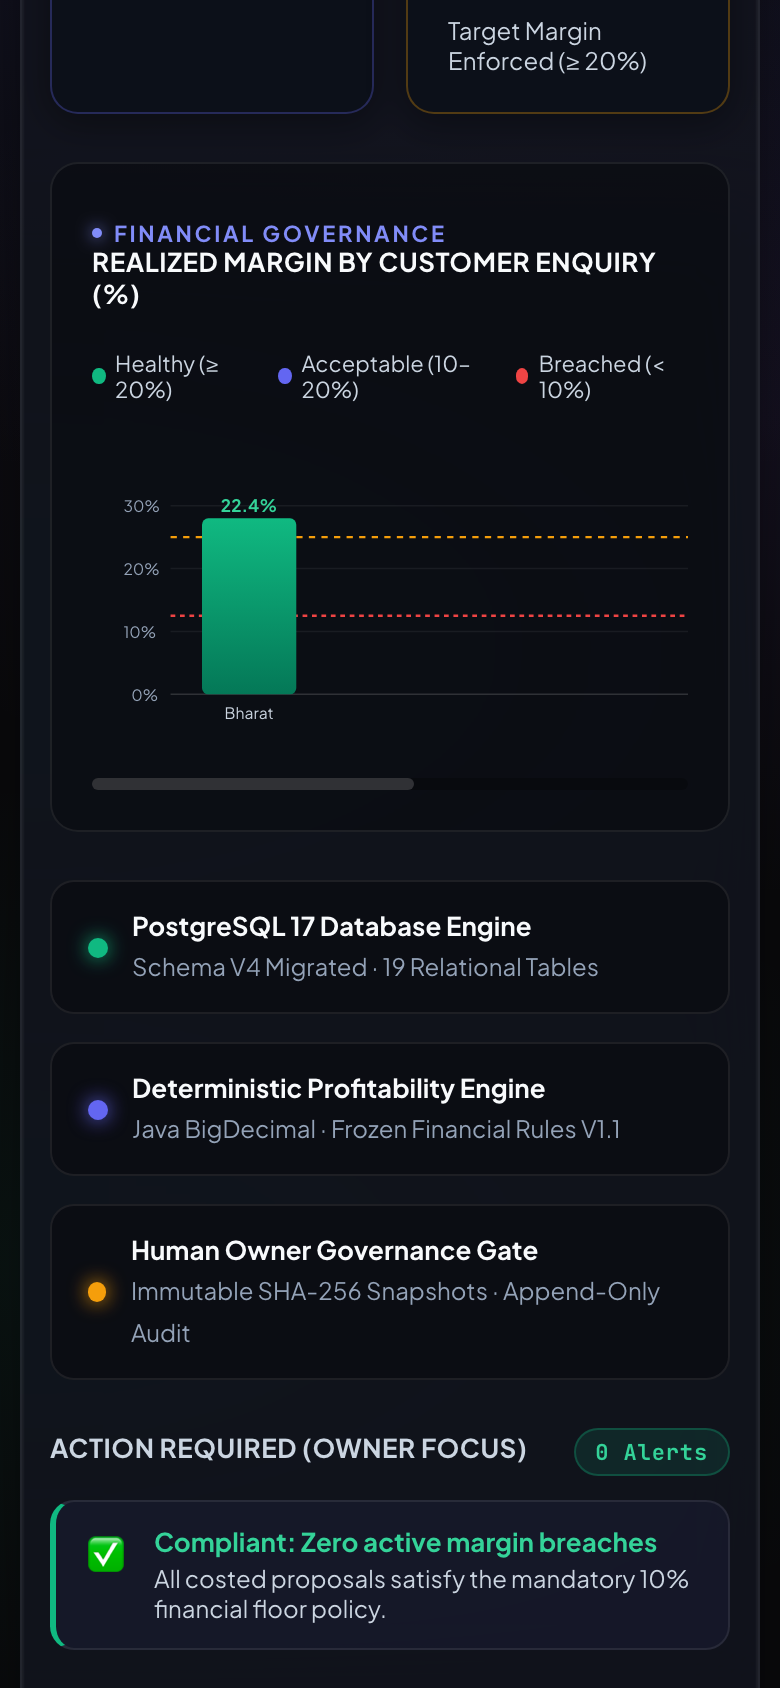 Target Margin
Enforced (≥ 20%)
FINANCIAL GOVERNANCE
REALIZED MARGIN BY CUSTOMER ENQUIRY
(%)
Healthy (≥
20%)
Acceptable (10–
20%)
Breached (<
10%)
30%
22.4%
20%
10%
0%
Bharat
PostgreSQL 17 Database Engine
Schema V4 Migrated · 19 Relational Tables
Deterministic Profitability Engine
Java BigDecimal · Frozen Financial Rules V1.1
Human Owner Governance Gate
Immutable SHA-256 Snapshots · Append-Only
Audit
ACTION REQUIRED (OWNER FOCUS)
0 Alerts
Compliant: Zero active margin breaches
All costed proposals satisfy the mandatory 10%
financial floor policy.